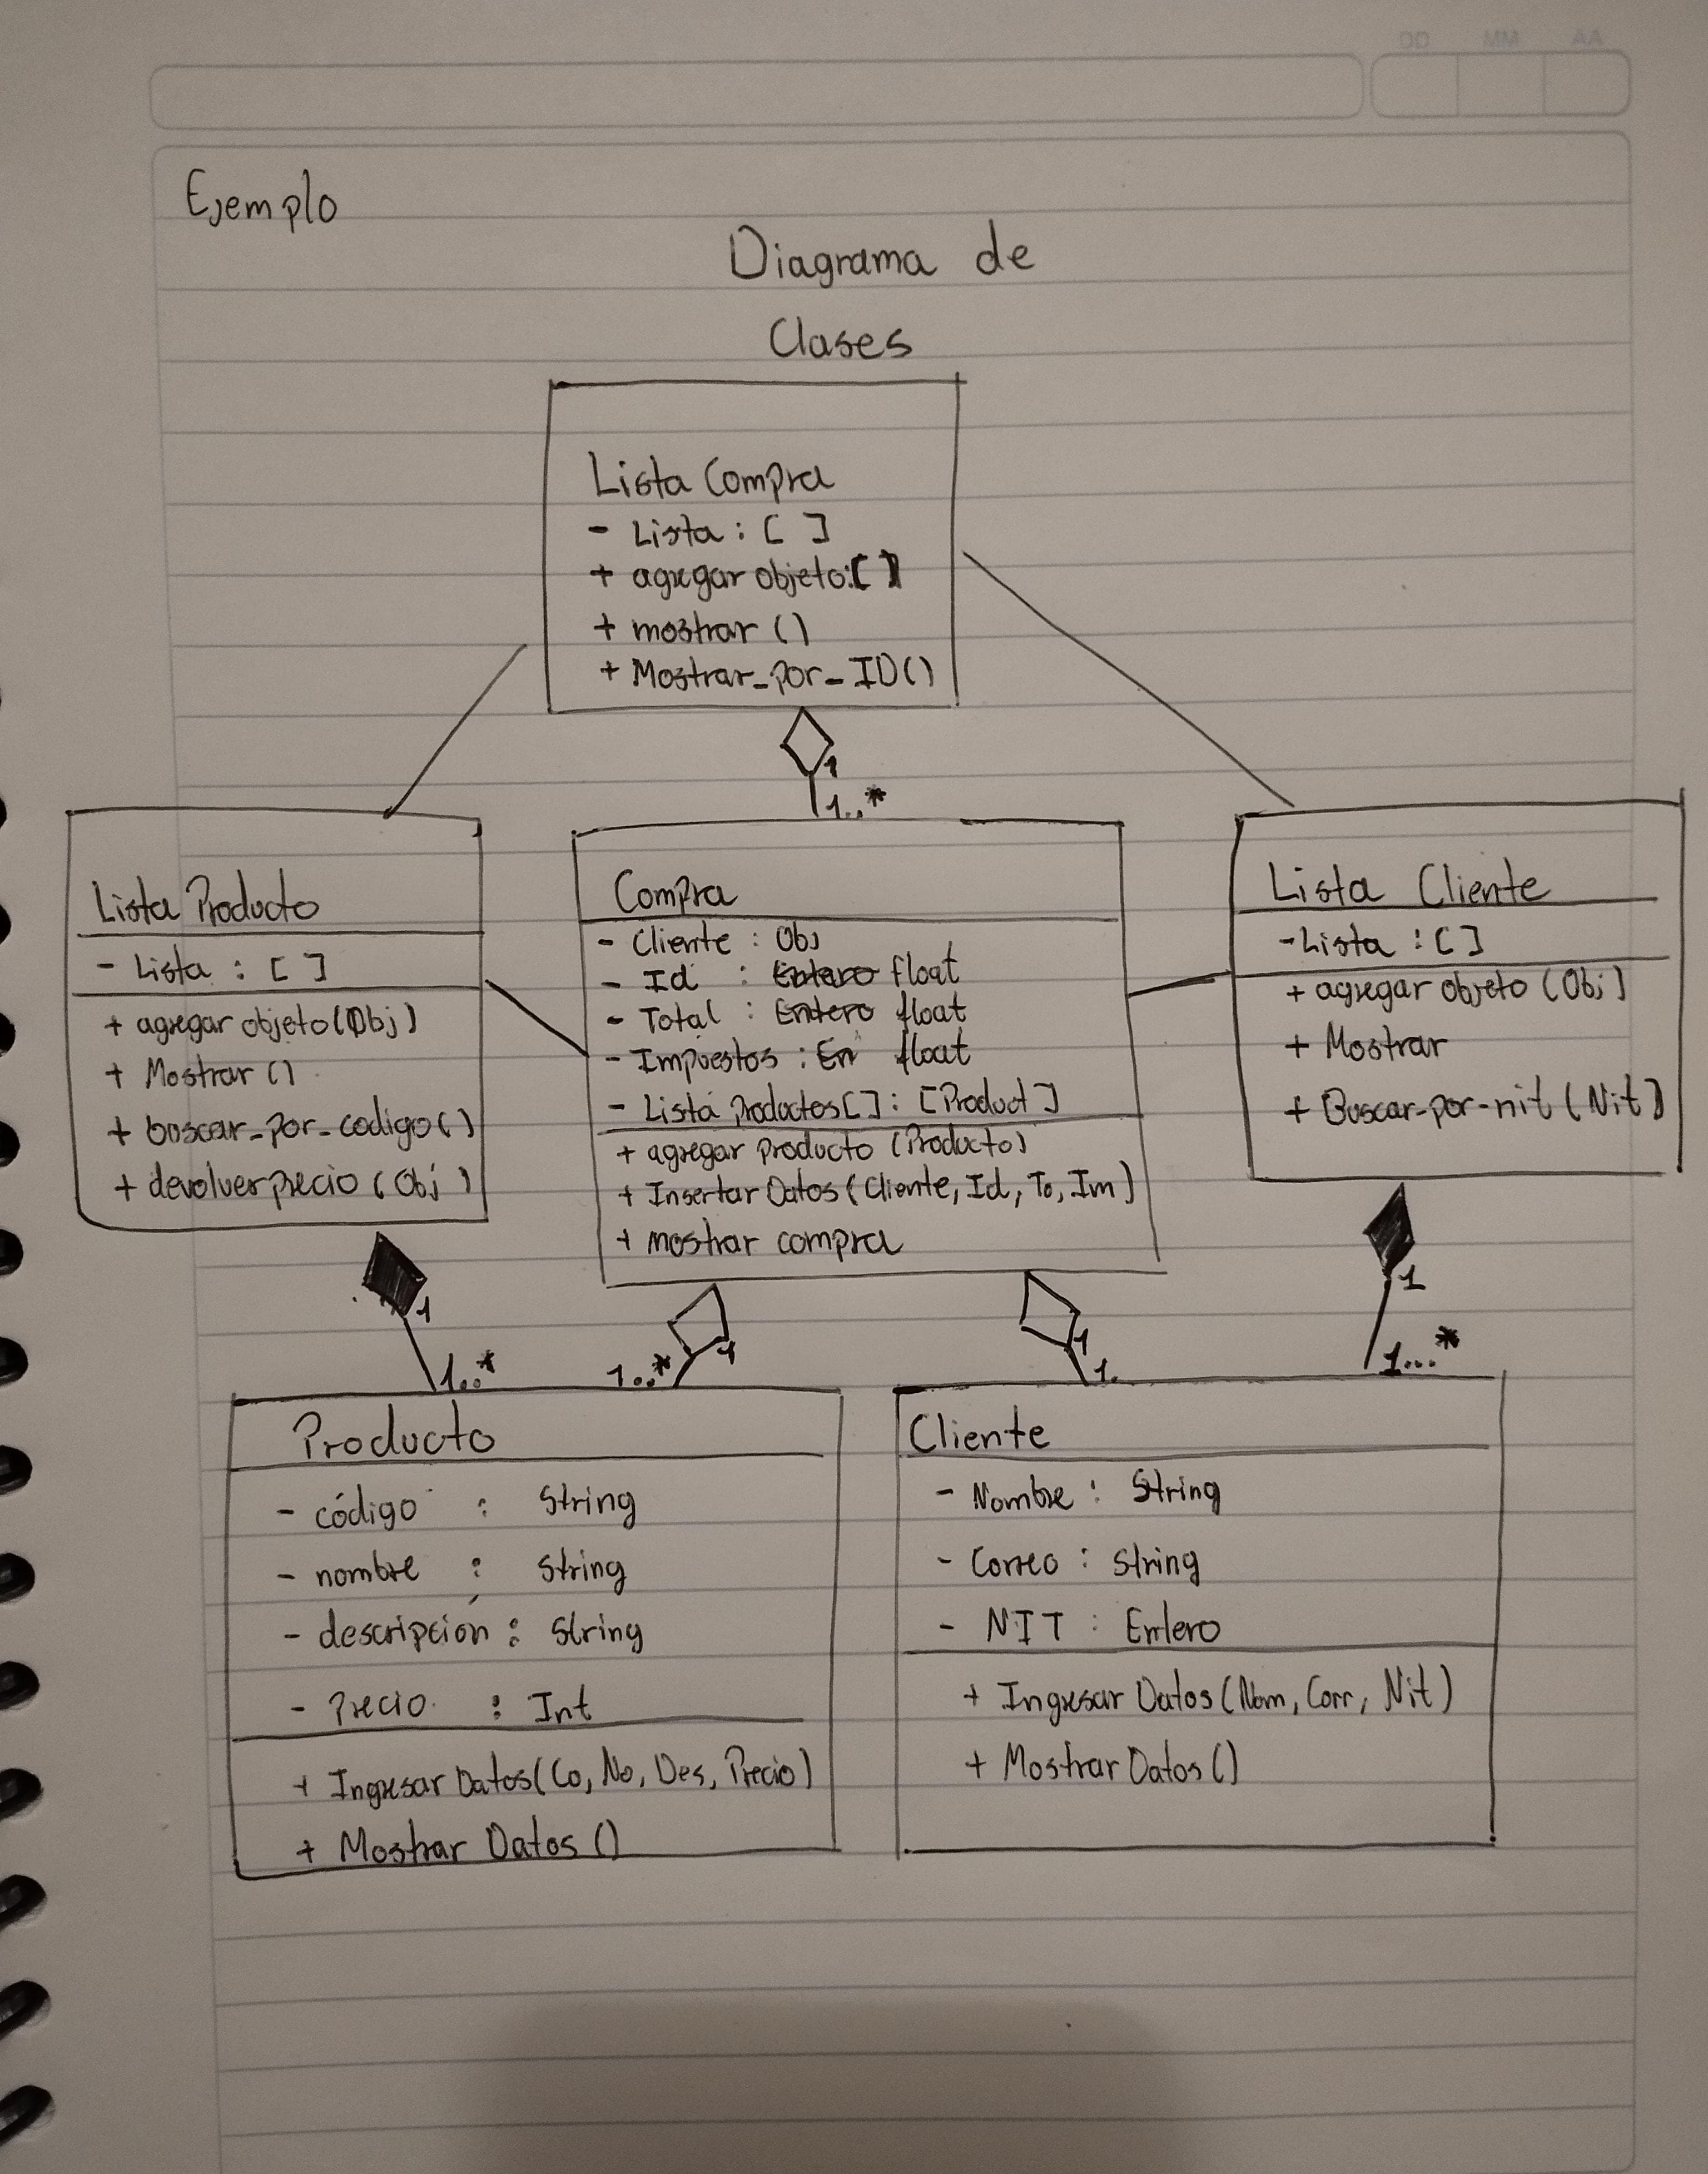 DD MM AA
Ejemplo
Diagrama de
Clases
Lista Compra
- Lista : [ ]
+ agregar objeto:[ ]
+ mostrar ()
+ Mostrar_por_ID()
1
1..*
Lista Producto
- Lista : [ ]
+ agregar objeto(Obj)
+ Mostrar ()
+ buscar_por_codigo()
+ devolver precio (Obj)
Compra
- Cliente : Obj
- Id : Entero float
- Total : Entero float
- Impuestos : En float
- Lista Productos[] : [Product]
+ agregar Producto (Producto)
+ Insertar Datos (Cliente, Id, To, Im)
+ mostrar compra
Lista Cliente
- Lista : [ ]
+ agregar objeto (Obj)
+ Mostrar
+ Buscar-por-nit (Nit)
1
1..*
1
1..*
1
1.
1
1...*
Producto
- código : String
- nombre : String
- descripción : String
- Precio : Int
+ Ingresar Datos(Co, No, Des, Precio)
+ Mostrar Datos ()
Cliente
- Nombre : String
- Correo : String
- NIT : Entero
+ Ingresar Datos (Nom, Corr, Nit)
+ Mostrar Datos ()